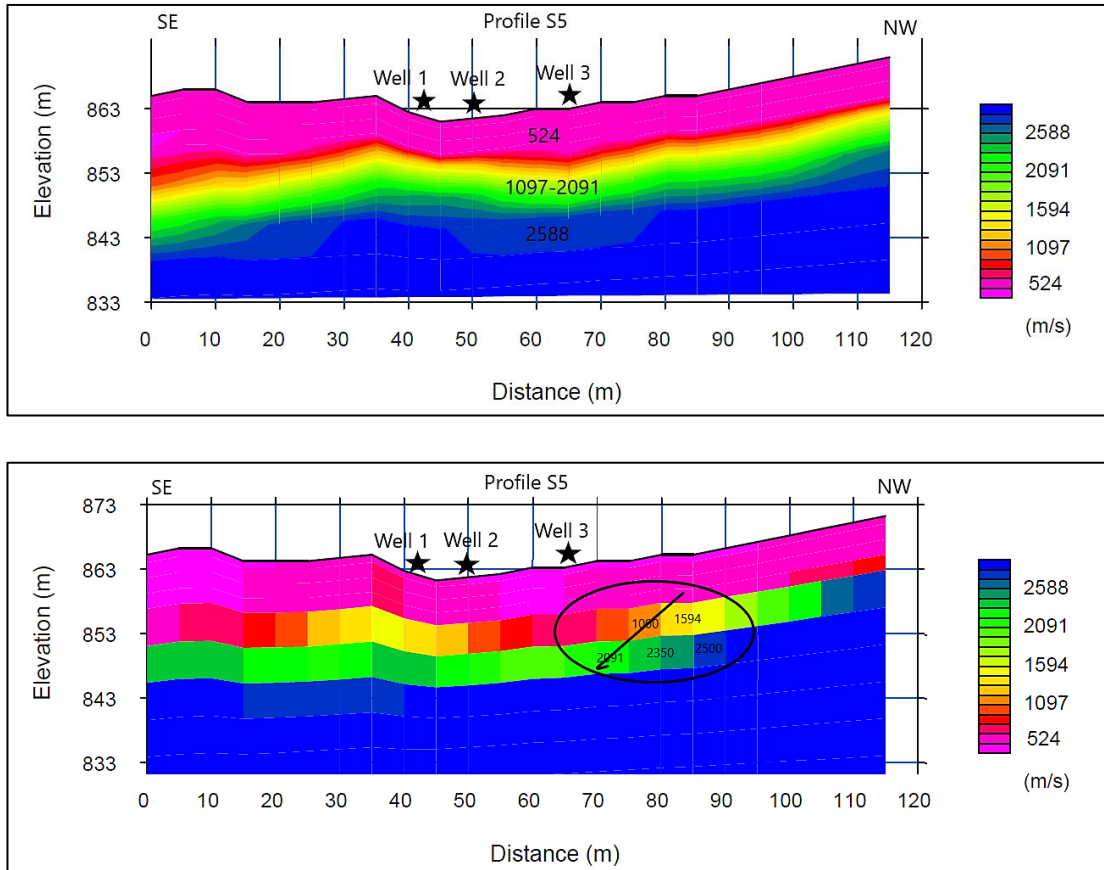 SE Profile S5 NW
Well 1 Well 2 Well 3
863
853
843
833
Elevation (m)
524
1097-2091
2588
0 10 20 30 40 50 60 70 80 90 100 110 120
Distance (m)
2588
2091
1594
1097
524
(m/s)
SE Profile S5 NW
Well 1 Well 2 Well 3
873
863
853
843
833
Elevation (m)
1000 1594
2091 2350 2500
0 10 20 30 40 50 60 70 80 90 100 110 120
Distance (m)
2588
2091
1594
1097
524
(m/s)